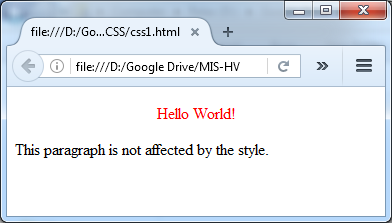 file:///D:/Go...CSS/css1.html
file:///D:/Google Drive/MIS-HV
Hello World!
This paragraph is not affected by the style.